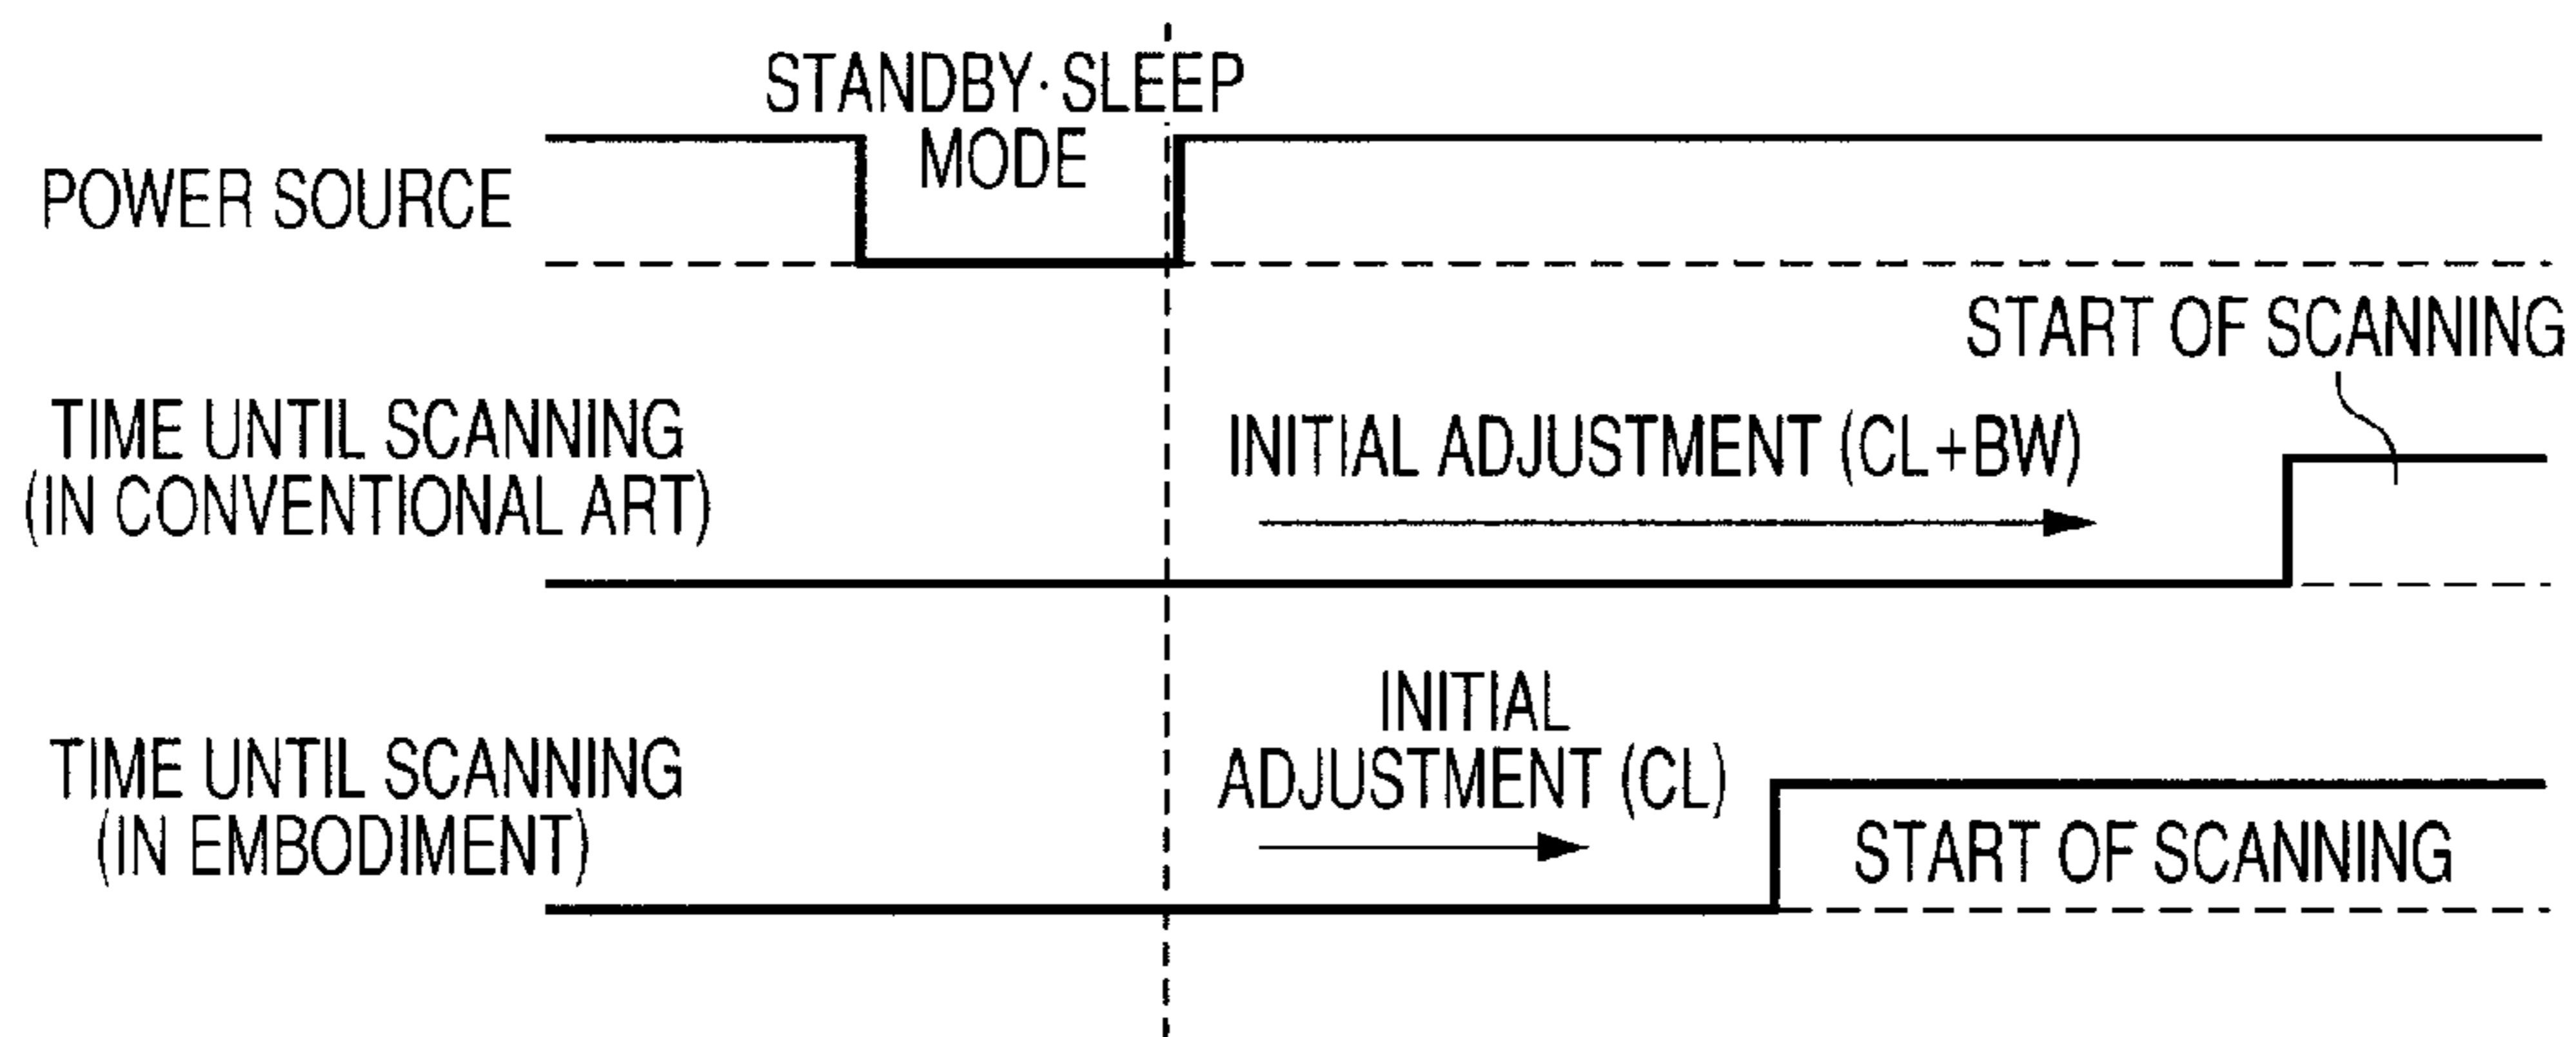 STANDBY·SLEEP
MODE
POWER SOURCE
START OF SCANNING
TIME UNTIL SCANNING
(IN CONVENTIONAL ART)
INITIAL ADJUSTMENT (CL+BW)
INITIAL
ADJUSTMENT (CL)
TIME UNTIL SCANNING
(IN EMBODIMENT)
START OF SCANNING